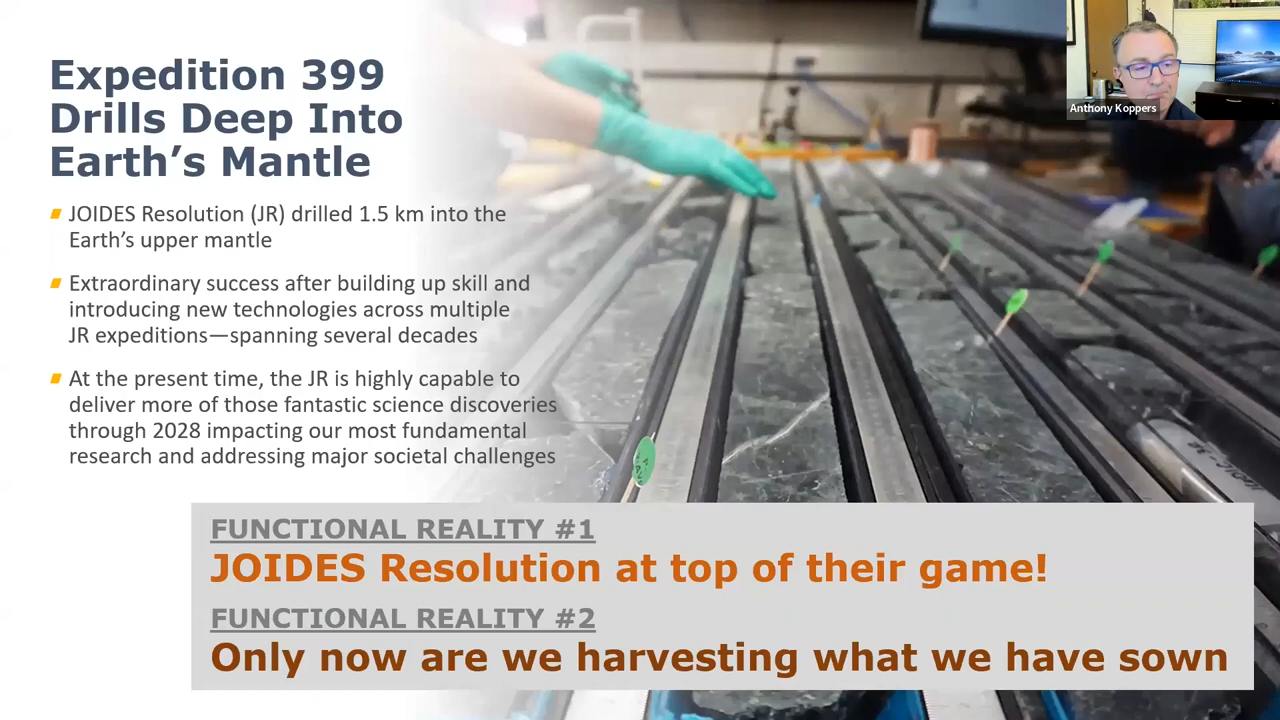 Expedition 399
Drills Deep Into
Earth’s Mantle
JOIDES Resolution (JR) drilled 1.5 km into the
Earth’s upper mantle
Extraordinary success after building up skill and
introducing new technologies across multiple
JR expeditions—spanning several decades
At the present time, the JR is highly capable to
deliver more of those fantastic science discoveries
through 2028 impacting our most fundamental
research and addressing major societal challenges
FUNCTIONAL REALITY #1
JOIDES Resolution at top of their game!
FUNCTIONAL REALITY #2
Only now are we harvesting what we have sown
Anthony Koppers